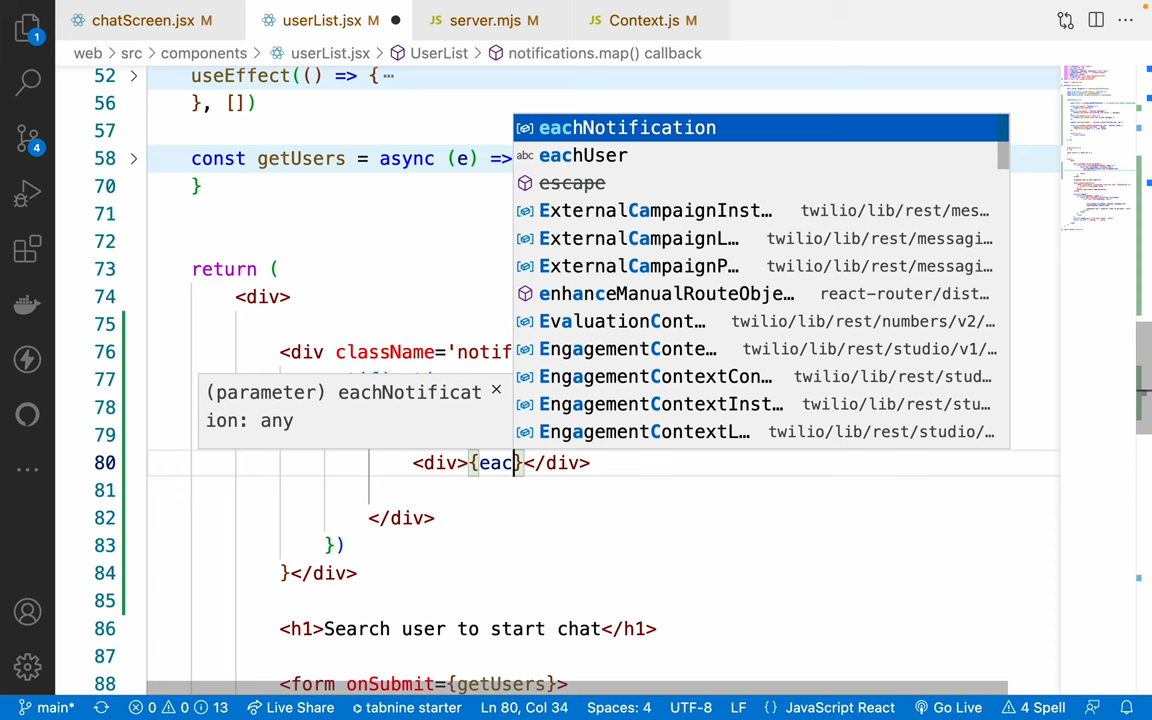 chatScreen.jsx M userList.jsx M server.mjs M JS Context.js M
web > src > components > userList.jsx > UserList > notifications.map() callback
52 useEffect(() => {
56 }, [])
57
58 const getUsers = async (e) =>
70 }
71
72
73 return (
74 <div>
75
76 <div className='notif
77
78
79
80 <div>{eac}</div>
81
82 </div>
83 })
84 }</div>
85
86 <h1>Search user to start chat</h1>
87
88 <form onSubmit={getUsers}>
eachNotification
abc eachUser
escape
ExternalCampaignInst… twilio/lib/rest/mes…
ExternalCampaignL… twilio/lib/rest/messagi…
ExternalCampaignP… twilio/lib/rest/messagi…
enhanceManualRouteObje… react-router/dist…
EvaluationCont… twilio/lib/rest/numbers/v2/…
EngagementConte… twilio/lib/rest/studio/v1/…
EngagementContextCon… twilio/lib/rest/stud…
EngagementContextInst… twilio/lib/rest/stu…
EngagementContextL… twilio/lib/rest/studio/…
(parameter) eachNotificat
ion: any
1
4
main* 0 0 13 Live Share tabnine starter Ln 80, Col 34 Spaces: 4 UTF-8 LF {} JavaScript React Go Live 4 Spell